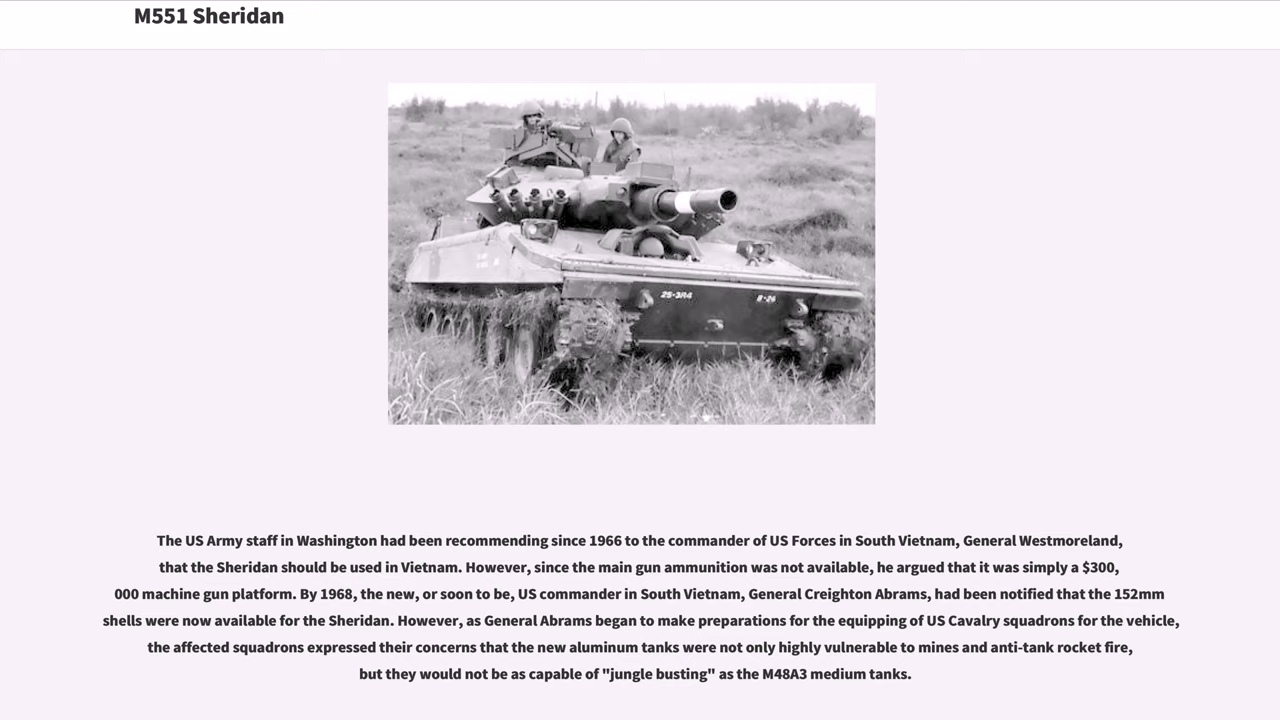 M551 Sheridan
25-3R4
The US Army staff in Washington had been recommending since 1966 to the commander of US Forces in South Vietnam, General Westmoreland,
that the Sheridan should be used in Vietnam. However, since the main gun ammunition was not available, he argued that it was simply a $300,
000 machine gun platform. By 1968, the new, or soon to be, US commander in South Vietnam, General Creighton Abrams, had been notified that the 152mm
shells were now available for the Sheridan. However, as General Abrams began to make preparations for the equipping of US Cavalry squadrons for the vehicle,
the affected squadrons expressed their concerns that the new aluminum tanks were not only highly vulnerable to mines and anti-tank rocket fire,
but they would not be as capable of "jungle busting" as the M48A3 medium tanks.